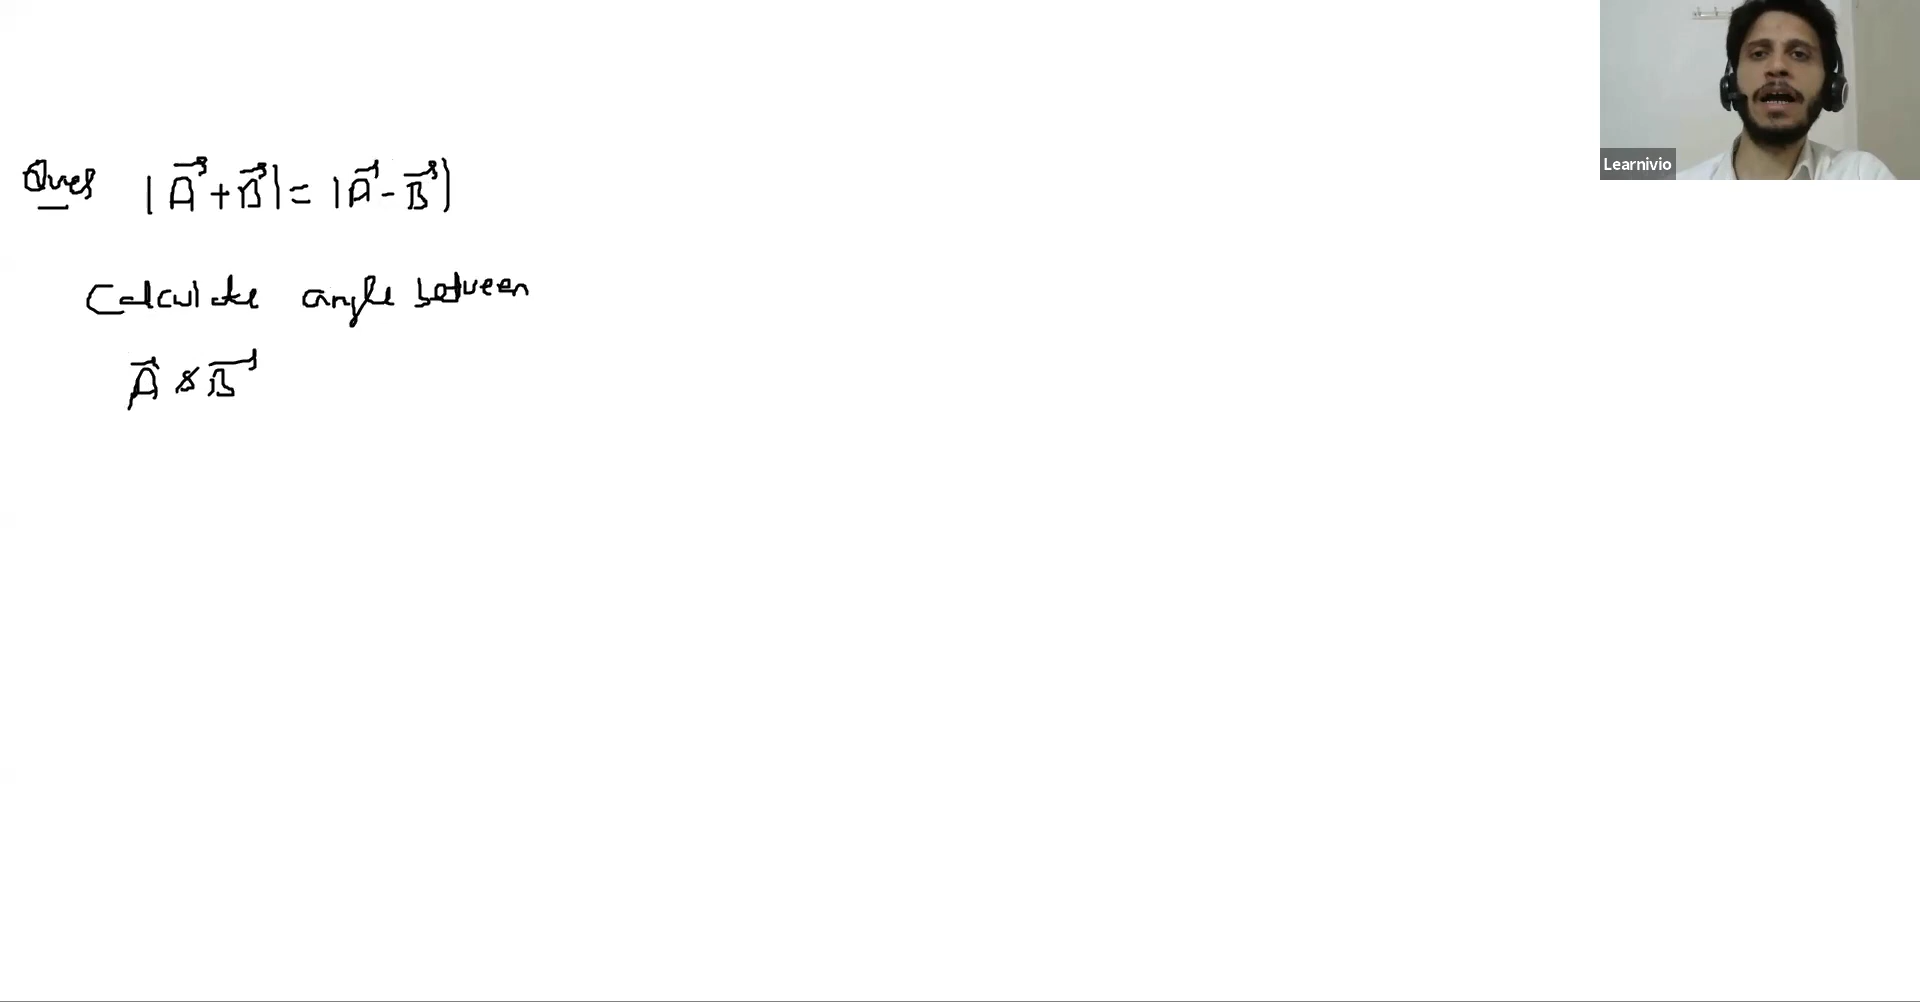 Ques |A⃗ + B⃗| = |A⃗ - B⃗|
Calculate angle between
A⃗ & B⃗
Learnivio